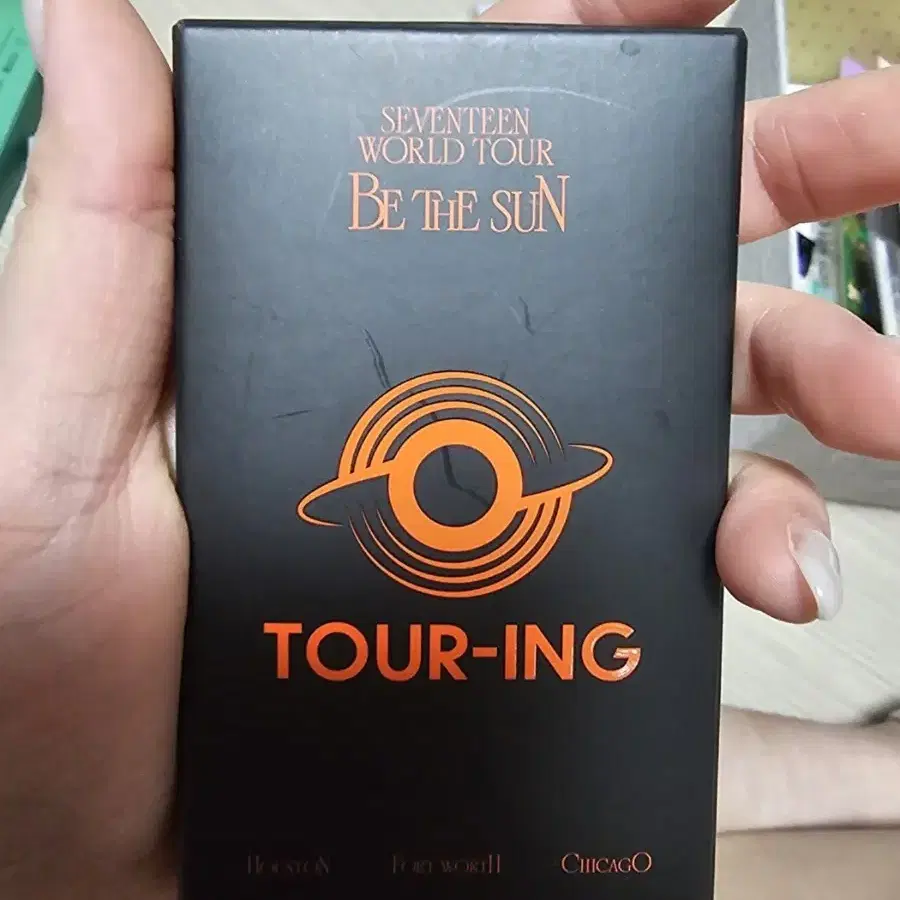 SEVENTEEN
WORLD TOUR
BE THE SUN
TOUR-ING
HOUSTON FORT WORTH CHICAGO